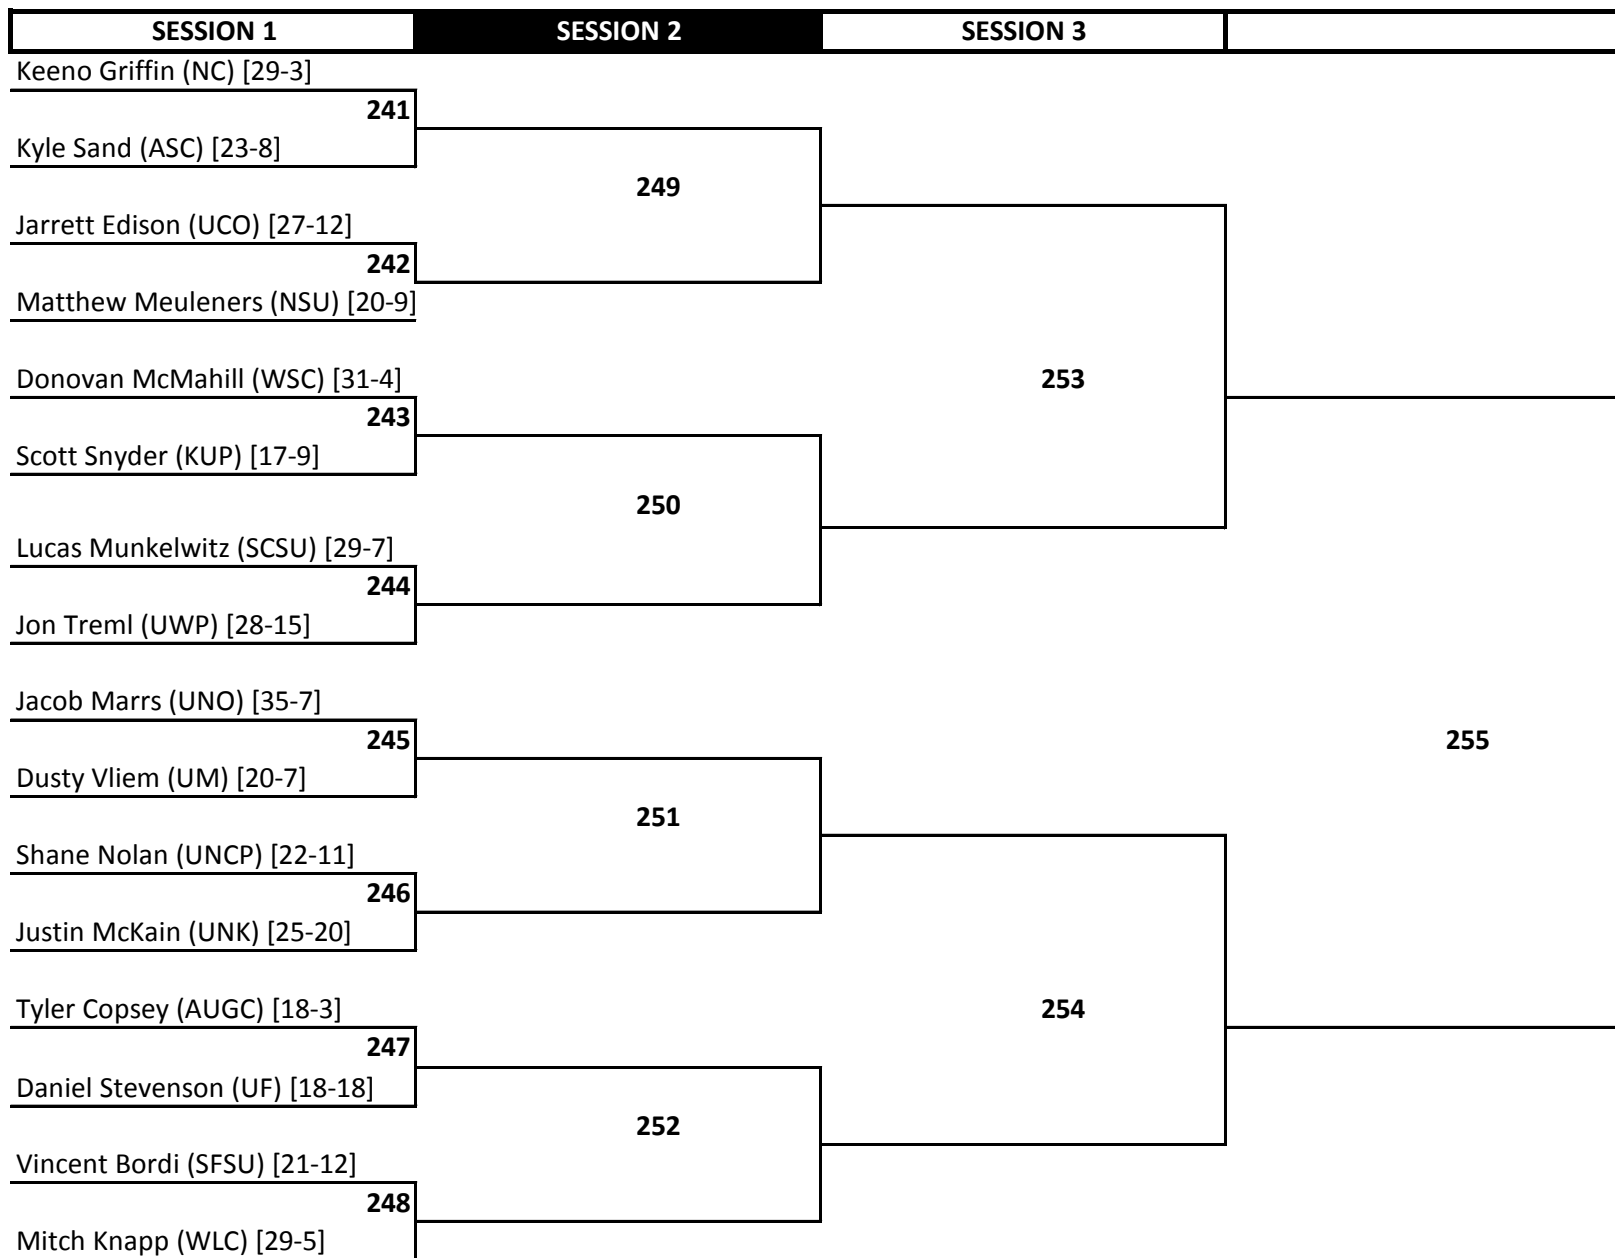 SESSION 1 SESSION 2 SESSION 3
Keeno Griffin (NC) [29-3]
241
Kyle Sand (ASC) [23-8]
249
Jarrett Edison (UCO) [27-12]
242
Matthew Meuleners (NSU) [20-9]
Donovan McMahill (WSC) [31-4]
253
243
Scott Snyder (KUP) [17-9]
250
Lucas Munkelwitz (SCSU) [29-7]
244
Jon Treml (UWP) [28-15]
Jacob Marrs (UNO) [35-7]
245
255
Dusty Vliem (UM) [20-7]
251
Shane Nolan (UNCP) [22-11]
246
Justin McKain (UNK) [25-20]
Tyler Copsey (AUGC) [18-3]
254
247
Daniel Stevenson (UF) [18-18]
252
Vincent Bordi (SFSU) [21-12]
248
Mitch Knapp (WLC) [29-5]